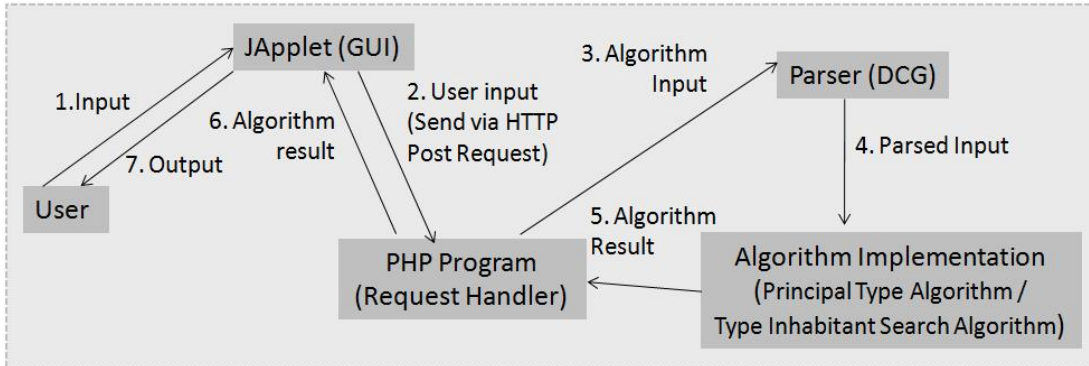 JApplet (GUI)
1.Input
7. Output
User
6. Algorithm
result
2. User input
(Send via HTTP
Post Request)
PHP Program
(Request Handler)
3. Algorithm
Input
Parser (DCG)
4. Parsed Input
5. Algorithm
Result
Algorithm Implementation
(Principal Type Algorithm /
Type Inhabitant Search Algorithm)